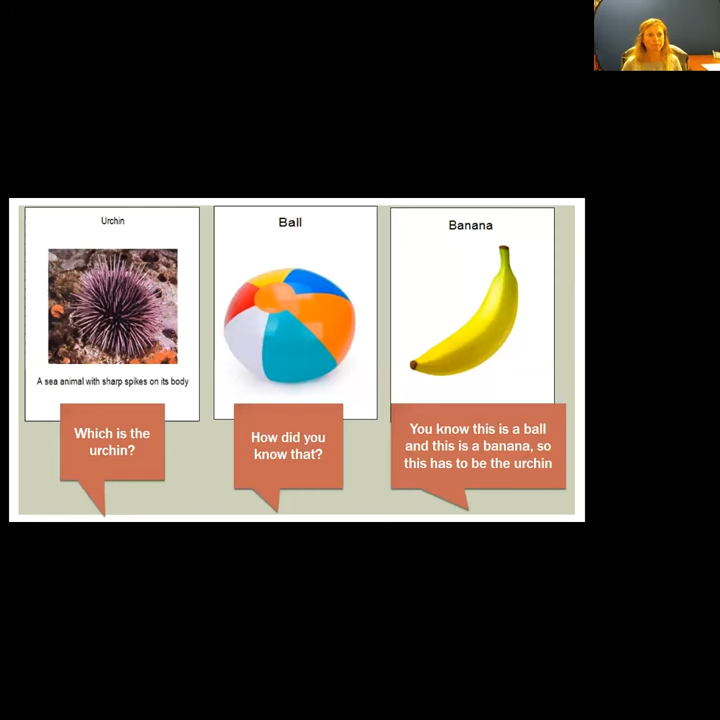 Urchin
A sea animal with sharp spikes on its body
Ball
Banana
Which is the
urchin?
How did you
know that?
You know this is a ball
and this is a banana, so
this has to be the urchin